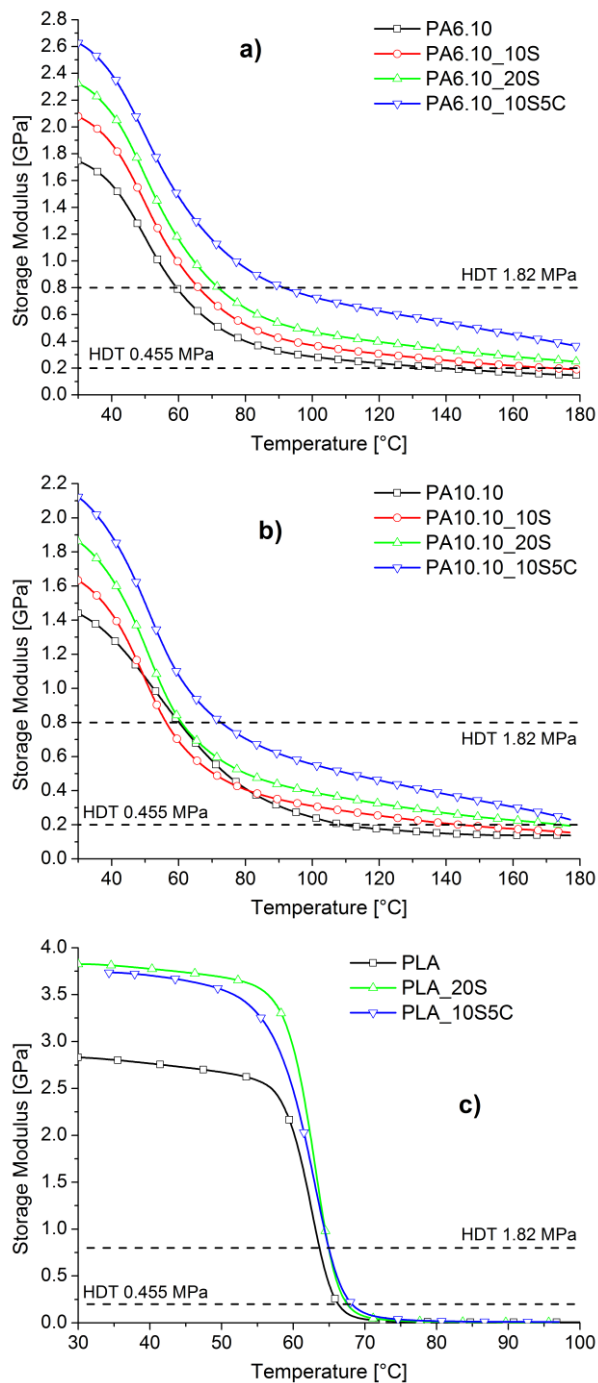 a)
PA6.10
PA6.10_10S
PA6.10_20S
PA6.10_10S5C
2.8
2.6
2.4
2.2
2.0
1.8
1.6
1.4
1.2
1.0
0.8
0.6
0.4
0.2
0.0
Storage Modulus [GPa]
HDT 1.82 MPa
HDT 0.455 MPa
40 60 80 100 120 140 160 180
Temperature [°C]
b)
PA10.10
PA10.10_10S
PA10.10_20S
PA10.10_10S5C
2.2
2.0
1.8
1.6
1.4
1.2
1.0
0.8
0.6
0.4
0.2
0.0
Storage Modulus [GPa]
HDT 1.82 MPa
HDT 0.455 MPa
40 60 80 100 120 140 160 180
Temperature [°C]
PLA
PLA_20S
PLA_10S5C
c)
4.0
3.5
3.0
2.5
2.0
1.5
1.0
0.5
0.0
Storage Modulus [GPa]
HDT 1.82 MPa
HDT 0.455 MPa
30 40 50 60 70 80 90 100
Temperature [°C]